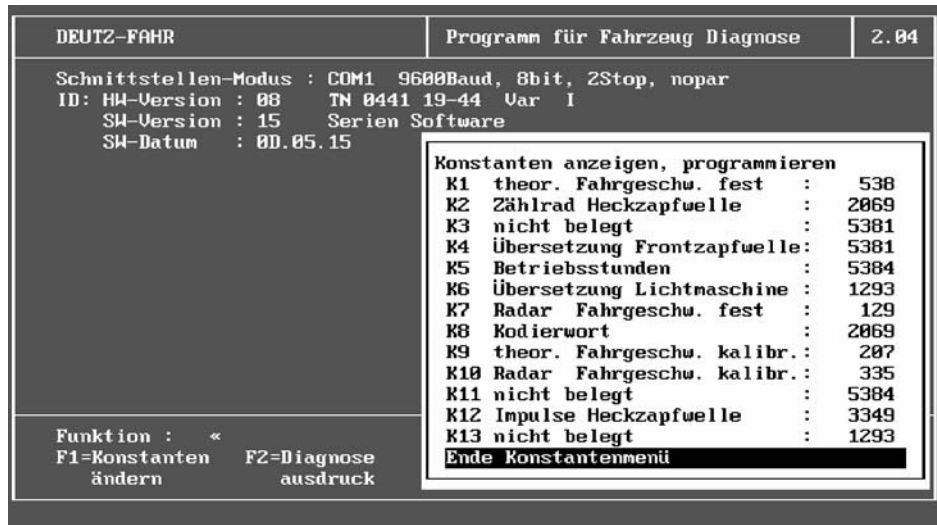 DEUTZ-FAHR Programm für Fahrzeug Diagnose 2.04
Schnittstellen-Modus : COM1 9600Baud, 8bit, 2Stop, nopar
ID: HW-Version : 08 TN 0441 19-44 Var I
SW-Version : 15 Serien Software
SW-Datum : 0D.05.15
Konstanten anzeigen, programmieren
K1 theor. Fahrgeschw. fest : 538
K2 Zählrad Heckzapfwelle : 2069
K3 nicht belegt : 5381
K4 Übersetzung Frontzapfwelle: 5381
K5 Betriebsstunden : 5384
K6 Übersetzung Lichtmaschine : 1293
K7 Radar Fahrgeschw. fest : 129
K8 Kodierwort : 2069
K9 theor. Fahrgeschw. kalibr.: 207
K10 Radar Fahrgeschw. kalibr.: 335
K11 nicht belegt : 5384
K12 Impulse Heckzapfwelle : 3349
K13 nicht belegt : 1293
Ende Konstantenmenü
Funktion : «
F1=Konstanten F2=Diagnose
ändern ausdruck